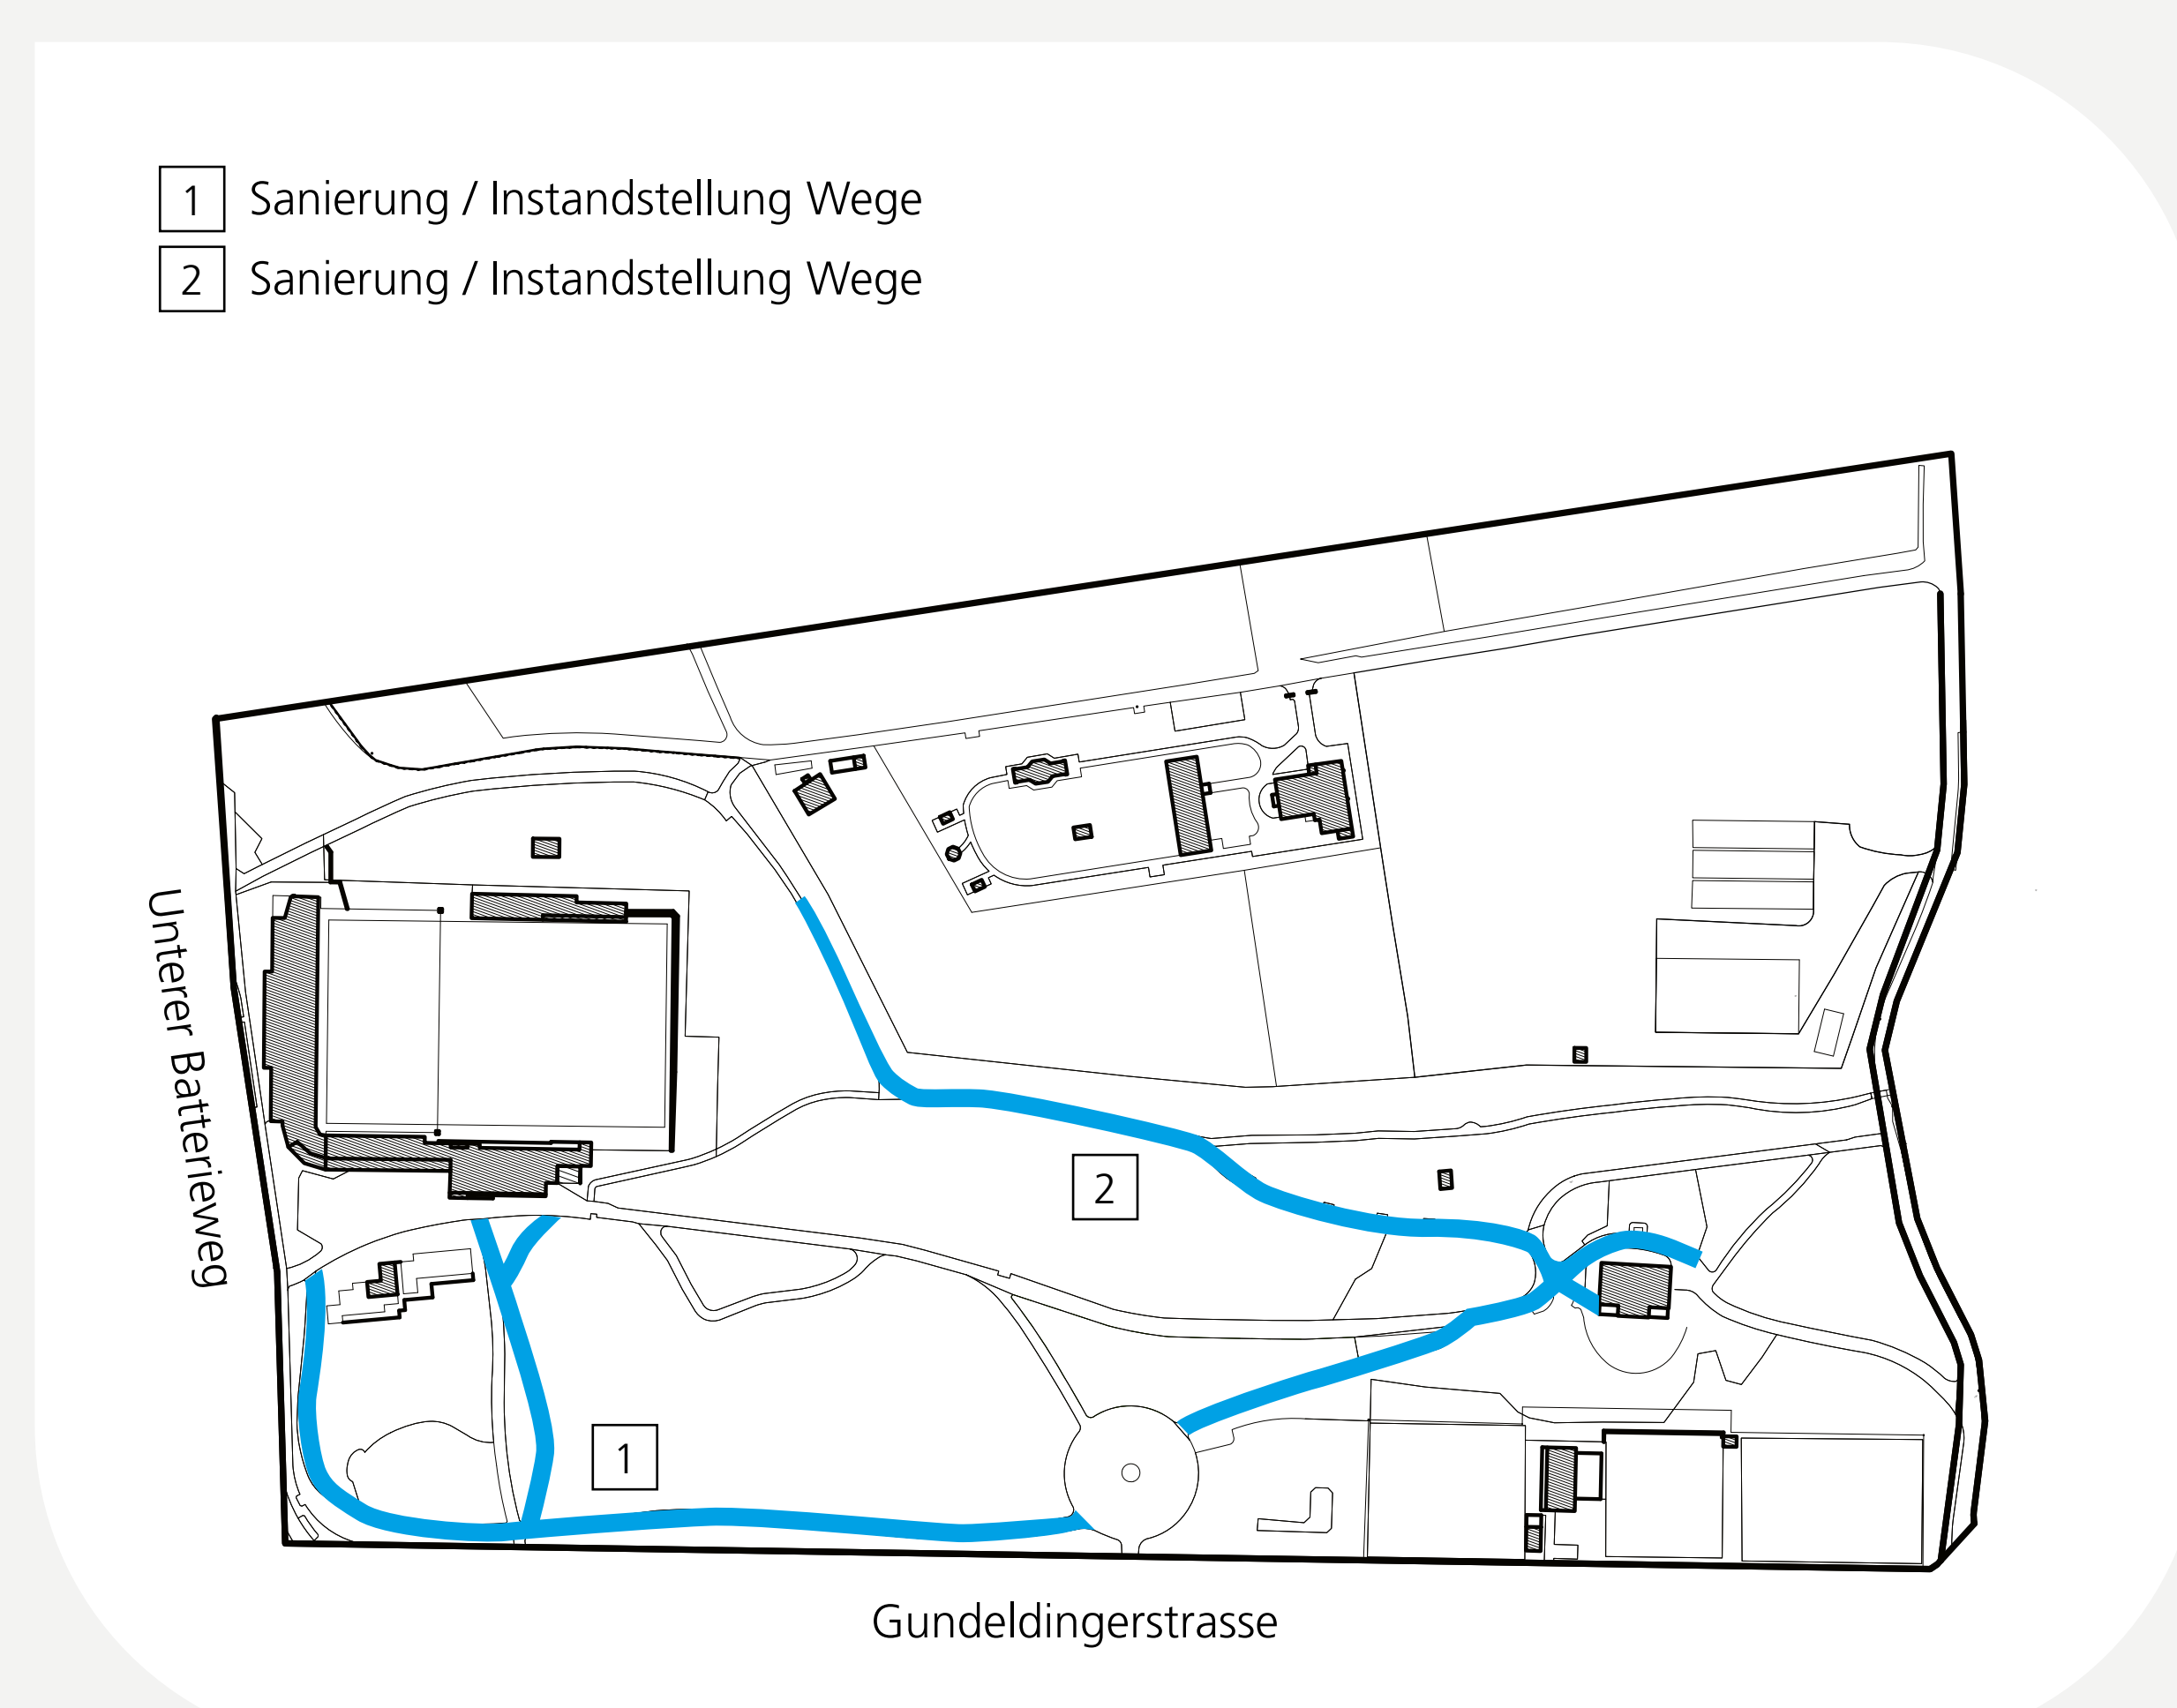 1 Sanierung / Instandstellung Wege
2 Sanierung / Instandstellung Wege
Unterer Batterieweg
2
1
Gundeldingerstrasse